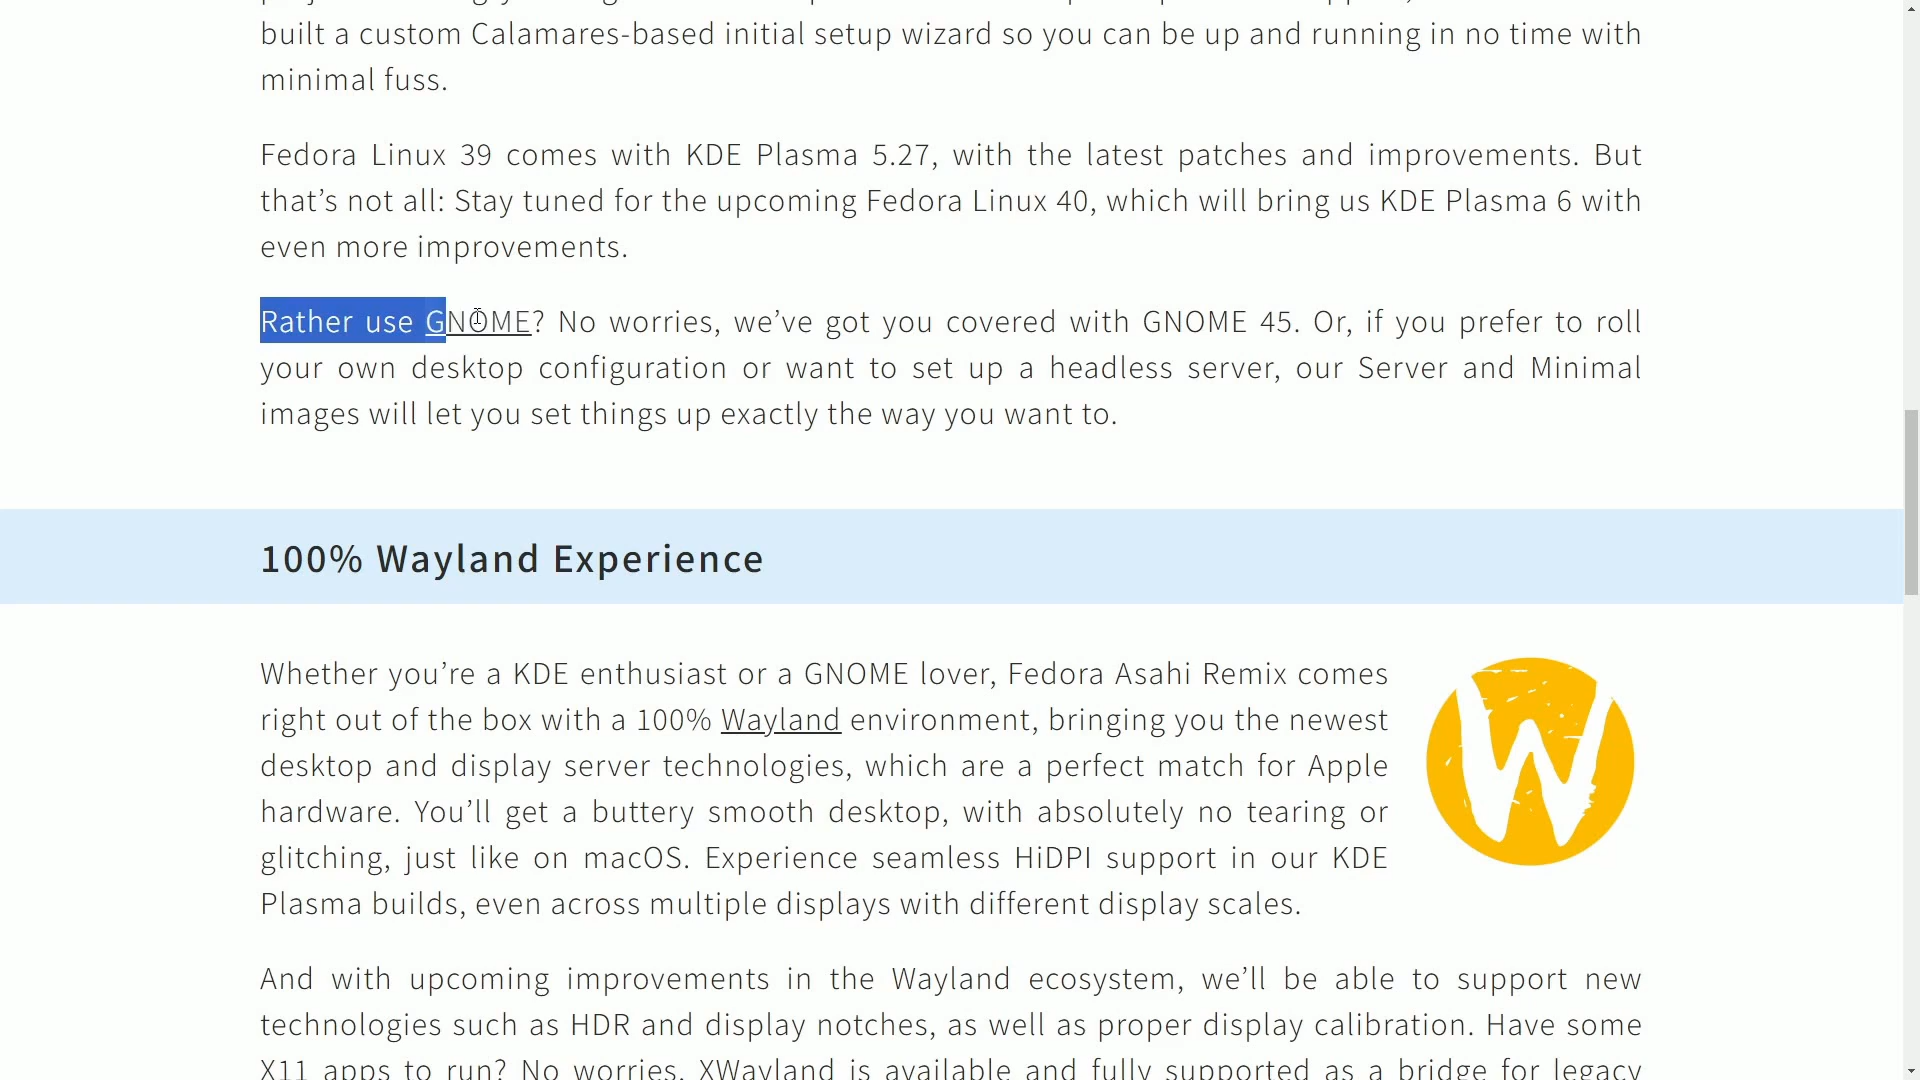 built a custom Calamares-based initial setup wizard so you can be up and running in no time with
minimal fuss.
Fedora Linux 39 comes with KDE Plasma 5.27, with the latest patches and improvements. But
that’s not all: Stay tuned for the upcoming Fedora Linux 40, which will bring us KDE Plasma 6 with
even more improvements.
Rather use GNOME? No worries, we’ve got you covered with GNOME 45. Or, if you prefer to roll
your own desktop configuration or want to set up a headless server, our Server and Minimal
images will let you set things up exactly the way you want to.
100% Wayland Experience
Whether you’re a KDE enthusiast or a GNOME lover, Fedora Asahi Remix comes
right out of the box with a 100% Wayland environment, bringing you the newest
desktop and display server technologies, which are a perfect match for Apple
hardware. You’ll get a buttery smooth desktop, with absolutely no tearing or
glitching, just like on macOS. Experience seamless HiDPI support in our KDE
Plasma builds, even across multiple displays with different display scales.
W
And with upcoming improvements in the Wayland ecosystem, we’ll be able to support new
technologies such as HDR and display notches, as well as proper display calibration. Have some
X11 apps to run? No worries, XWayland is available and fully supported as a bridge for legacy